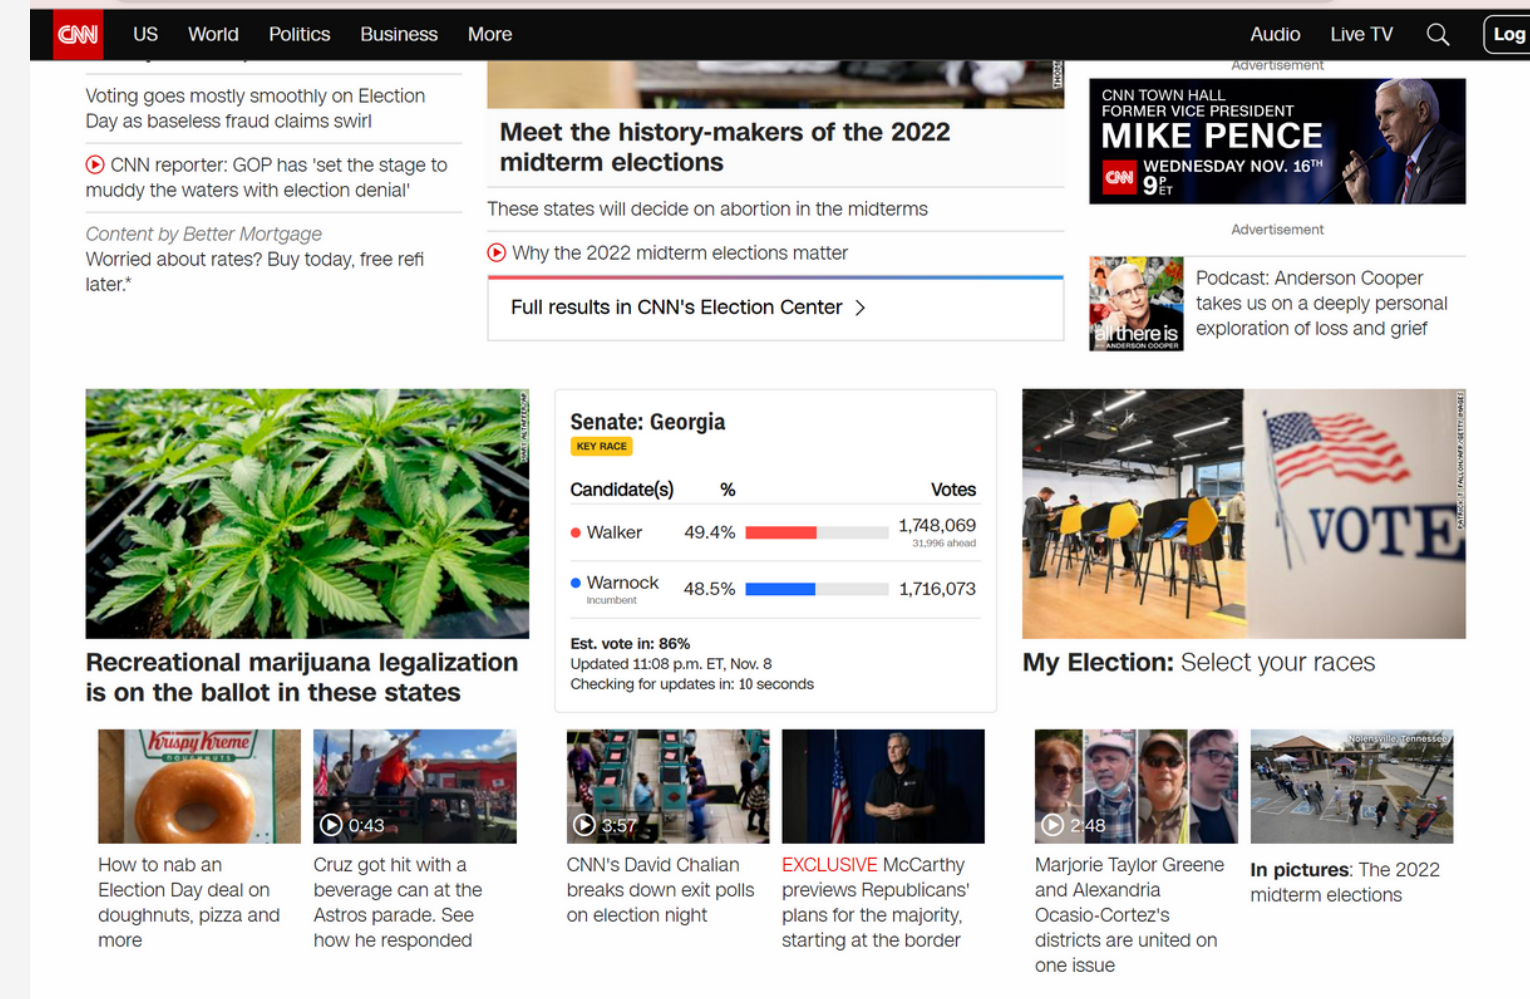 CNN
US
World
Politics
Business
More
Audio
Live TV
Log
Voting goes mostly smoothly on Election
Day as baseless fraud claims swirl
CNN reporter: GOP has 'set the stage to
muddy the waters with election denial'
Content by Better Mortgage
Worried about rates? Buy today, free refi
later.*
Meet the history-makers of the 2022
midterm elections
These states will decide on abortion in the midterms
Why the 2022 midterm elections matter
Full results in CNN's Election Center
Advertisement
CNN TOWN HALL
FORMER VICE PRESIDENT
MIKE PENCE
CNN
WEDNESDAY NOV. 16TH
9P ET
Advertisement
all there is
ANDERSON COOPER
Podcast: Anderson Cooper
takes us on a deeply personal
exploration of loss and grief
Recreational marijuana legalization
is on the ballot in these states
Senate: Georgia
KEY RACE
Candidate(s) % Votes
Walker 49.4% 1,748,069
31,996 ahead
Warnock 48.5% 1,716,073
Incumbent
Est. vote in: 86%
Updated 11:08 p.m. ET, Nov. 8
Checking for updates in: 10 seconds
VOTE
PATRICK T. FALLON/AFP/GETTY IMAGES
My Election: Select your races
Krispy Kreme
DOUGHNUTS
How to nab an
Election Day deal on
doughnuts, pizza and
more
0:43
Cruz got hit with a
beverage can at the
Astros parade. See
how he responded
3:57
CNN's David Chalian
breaks down exit polls
on election night
EXCLUSIVE McCarthy
previews Republicans'
plans for the majority,
starting at the border
2:48
Marjorie Taylor Greene
and Alexandria
Ocasio-Cortez's
districts are united on
one issue
Nolensville, Tennessee
In pictures: The 2022
midterm elections